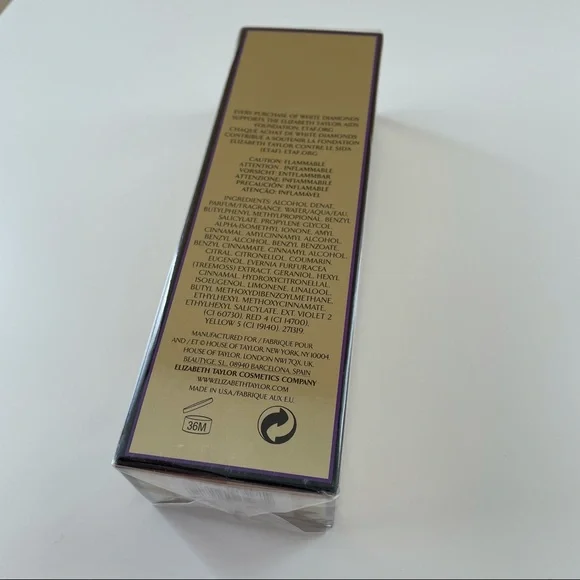 EVERY PURCHASE OF WHITE DIAMONDS
SUPPORTS THE ELIZABETH TAYLOR AIDS
FOUNDATION: ETAF.ORG
CHAQUE ACHAT DE WHITE DIAMONDS
CONTRIBUE À SOUTENIR LA FONDATION
ELIZABETH TAYLOR CONTRE LE SIDA
(ETAF): ETAF.ORG
CAUTION: FLAMMABLE
ATTENTION : INFLAMMABLE
VORSICHT: ENTFLAMMBAR
ATTENZIONE: INFIAMMABILE
PRECAUCIÓN: INFLAMABLE
ATENÇÃO: INFLAMÁVEL
INGREDIENTS: ALCOHOL DENAT.,
PARFUM/FRAGRANCE, WATER/AQUA/EAU,
BUTYLPHENYL METHYLPROPIONAL, BENZYL
SALICYLATE, PROPYLENE GLYCOL,
ALPHA-ISOMETHYL IONONE, AMYL
CINNAMAL, AMYLCINNAMYL ALCOHOL,
BENZYL ALCOHOL, BENZYL BENZOATE,
BENZYL CINNAMATE, CINNAMYL ALCOHOL,
CITRAL, CITRONELLOL, COUMARIN,
EUGENOL, EVERNIA FURFURACEA
(TREEMOSS) EXTRACT, GERANIOL, HEXYL
CINNAMAL, HYDROXYCITRONELLAL,
ISOEUGENOL, LIMONENE, LINALOOL,
BUTYL METHOXYDIBENZOYLMETHANE,
ETHYLHEXYL METHOXYCINNAMATE,
ETHYLHEXYL SALICYLATE, EXT VIOLET 2
(CI 60730), RED 4 (CI 14700),
YELLOW 5 (CI 19140). 271319.
MANUFACTURED FOR / FABRIQUÉ POUR
AND / ET © HOUSE OF TAYLOR, NEW YORK, NY 10004
HOUSE OF TAYLOR, LONDON NW1 7QX, UK.
BEAUTYGE, S.L., 08940 BARCELONA, SPAIN
ELIZABETH TAYLOR COSMETICS COMPANY
WWW.ELIZABETHTAYLOR.COM
MADE IN U.S.A./FABRIQUÉ AUX É.U.
36M